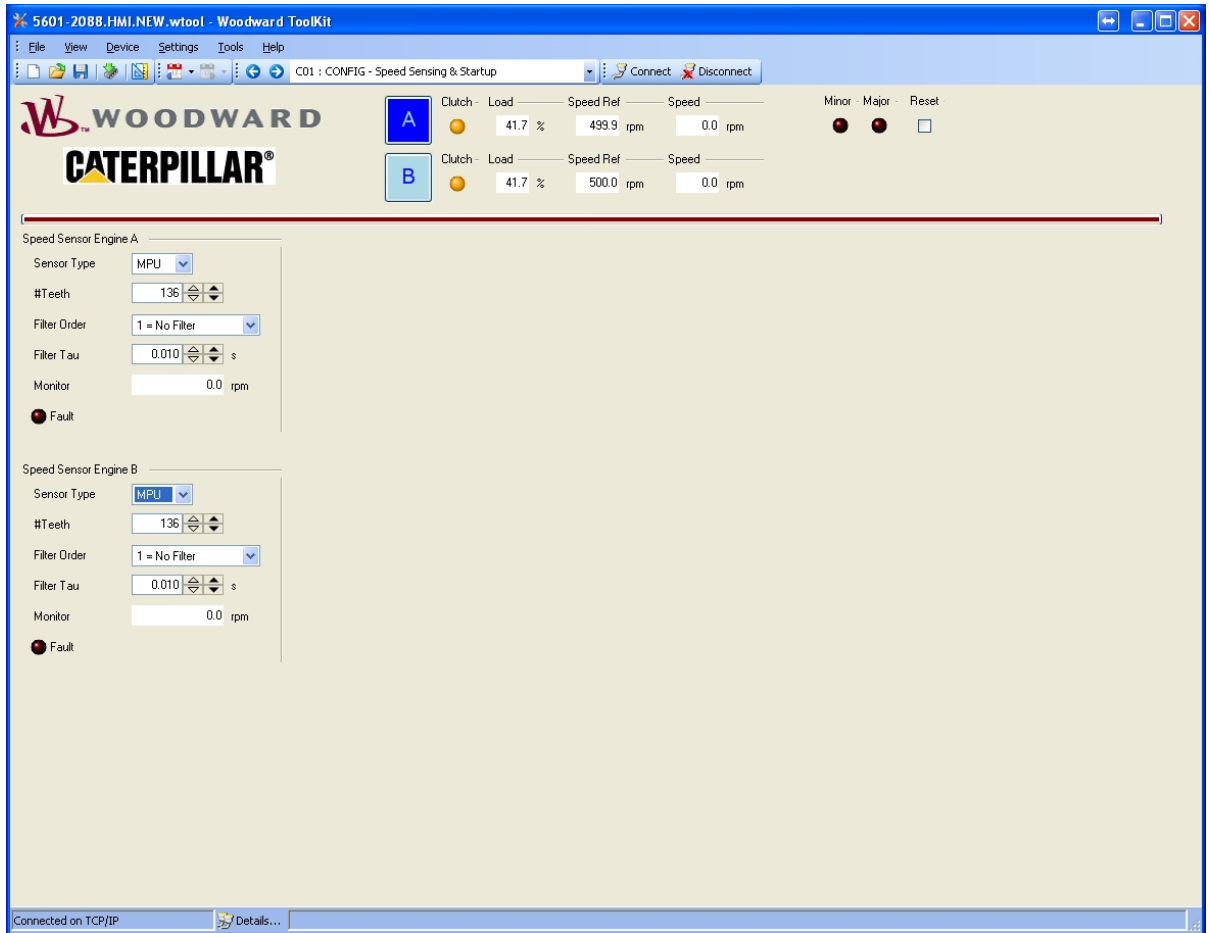 5601-2088.HMI.NEW.wtool - Woodward ToolKit
File View Device Settings Tools Help
C01 : CONFIG - Speed Sensing & Startup Connect Disconnect
WOODWARD
CATERPILLAR®
A Clutch Load Speed Ref Speed Minor Major Reset
41.7 % 499.9 rpm 0.0 rpm
B Clutch Load Speed Ref Speed
41.7 % 500.0 rpm 0.0 rpm
Speed Sensor Engine A
Sensor Type MPU
#Teeth 136
Filter Order 1 = No Filter
Filter Tau 0.010 s
Monitor 0.0 rpm
Fault
Speed Sensor Engine B
Sensor Type MPU
#Teeth 136
Filter Order 1 = No Filter
Filter Tau 0.010 s
Monitor 0.0 rpm
Fault
Connected on TCP/IP Details...